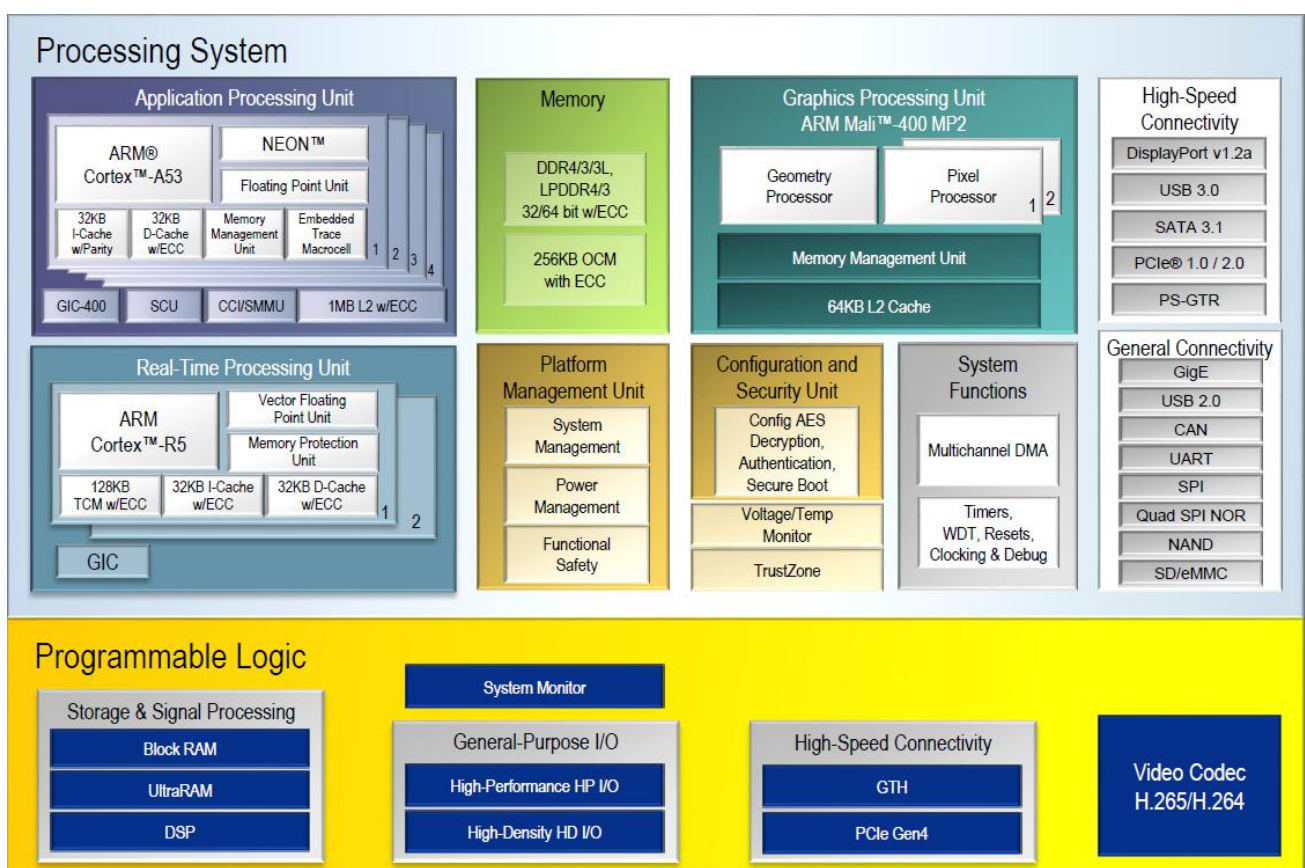 Processing System
Application Processing Unit
ARM®
Cortex™-A53
NEON™
Floating Point Unit
32KB
I-Cache
w/Parity
32KB
D-Cache
w/ECC
Memory
Management
Unit
Embedded
Trace
Macrocell
1
2
3
4
GIC-400
SCU
CCI/SMMU
1MB L2 w/ECC
Memory
DDR4/3/3L,
LPDDR4/3
32/64 bit w/ECC
256KB OCM
with ECC
Graphics Processing Unit
ARM Mali™-400 MP2
Geometry
Processor
Pixel
Processor
1
2
Memory Management Unit
64KB L2 Cache
High-Speed
Connectivity
DisplayPort v1.2a
USB 3.0
SATA 3.1
PCIe® 1.0 / 2.0
PS-GTR
Real-Time Processing Unit
ARM
Cortex™-R5
Vector Floating
Point Unit
Memory Protection
Unit
128KB
TCM w/ECC
32KB I-Cache
w/ECC
32KB D-Cache
w/ECC
1
2
GIC
Platform
Management Unit
System
Management
Power
Management
Functional
Safety
Configuration and
Security Unit
Config AES
Decryption,
Authentication,
Secure Boot
Voltage/Temp
Monitor
TrustZone
System
Functions
Multichannel DMA
Timers,
WDT, Resets,
Clocking & Debug
General Connectivity
GigE
USB 2.0
CAN
UART
SPI
Quad SPI NOR
NAND
SD/eMMC
Programmable Logic
Storage & Signal Processing
Block RAM
UltraRAM
DSP
System Monitor
General-Purpose I/O
High-Performance HP I/O
High-Density HD I/O
High-Speed Connectivity
GTH
PCIe Gen4
Video Codec
H.265/H.264